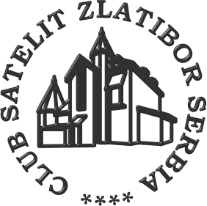 CLUB SATELIT ZLATIBOR SERBIA